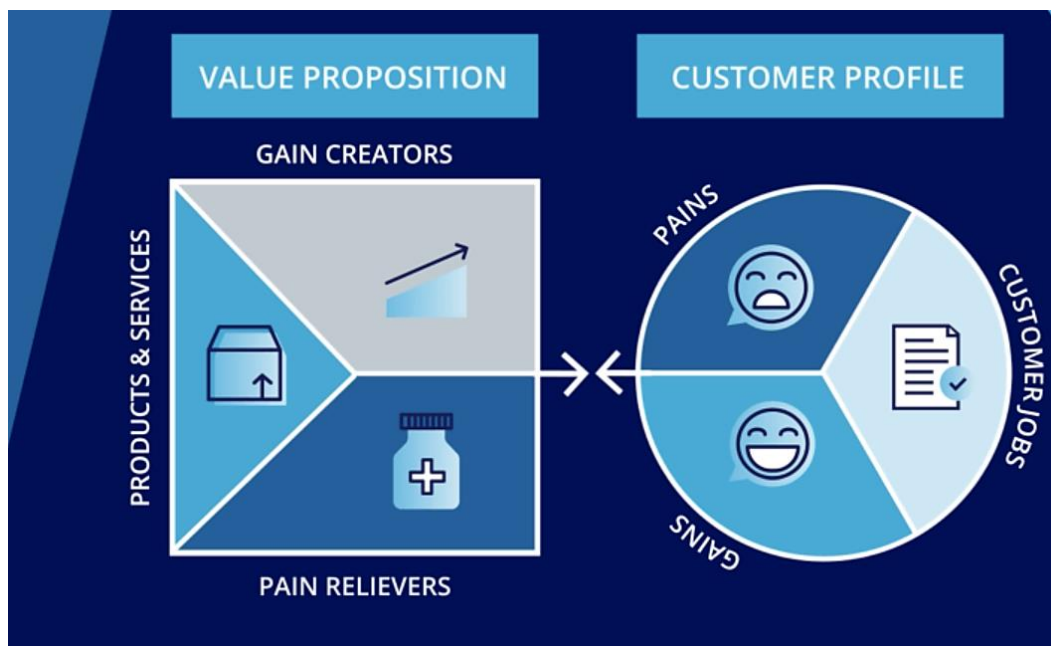 VALUE PROPOSITION
CUSTOMER PROFILE
GAIN CREATORS
PRODUCTS & SERVICES
PAIN RELIEVERS
PAINS
GAINS
CUSTOMER JOBS